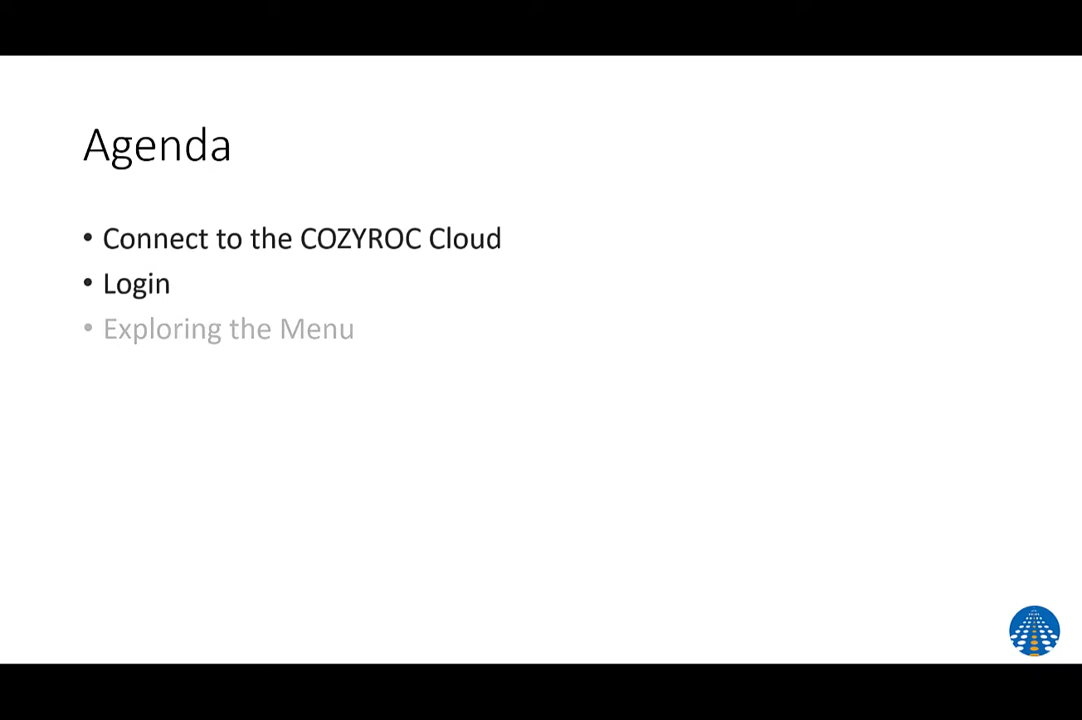 Agenda
• Connect to the COZYROC Cloud
• Login
• Exploring the Menu